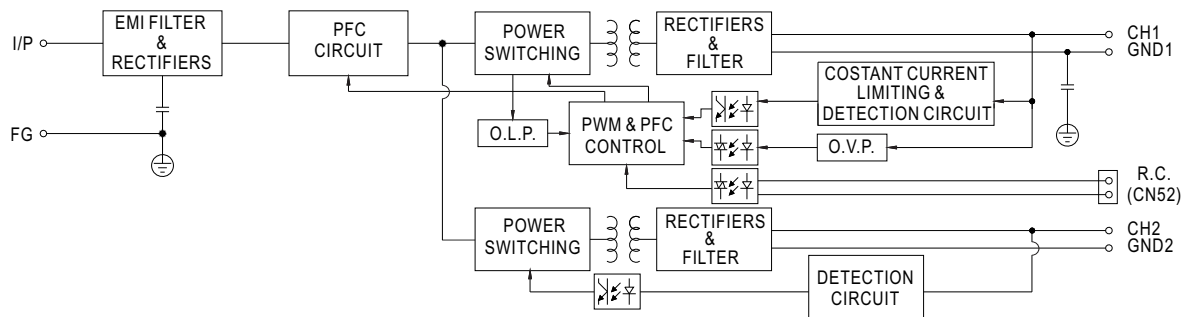 I/P
EMI FILTER
&
RECTIFIERS
PFC
CIRCUIT
POWER
SWITCHING
RECTIFIERS
&
FILTER
CH1
GND1
COSTANT CURRENT
LIMITING &
DETECTION CIRCUIT
FG
O.L.P.
PWM & PFC
CONTROL
O.V.P.
R.C.
(CN52)
POWER
SWITCHING
RECTIFIERS
&
FILTER
CH2
GND2
DETECTION
CIRCUIT